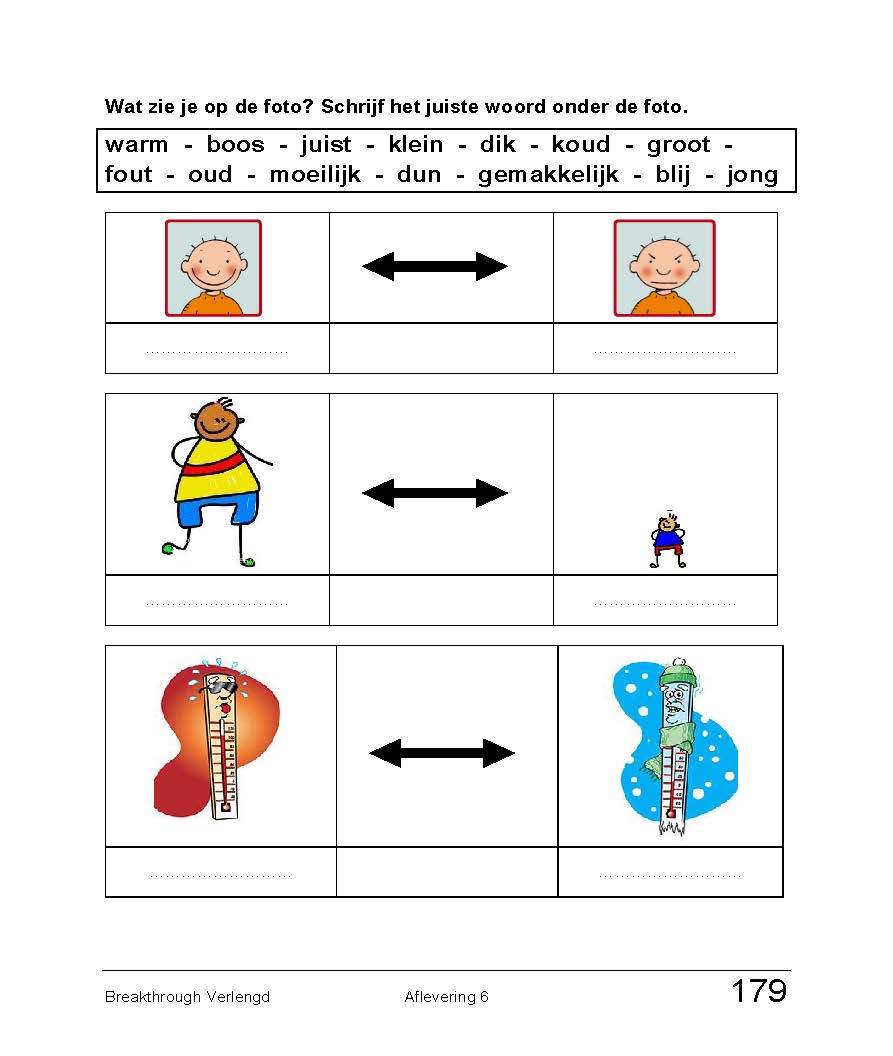 Wat zie je op de foto? Schrijf het juiste woord onder de foto.
warm - boos - juist - klein - dik - koud - groot -
fout - oud - moeilijk - dun - gemakkelijk - blij - jong
……………………… ………………………
……………………… ………………………
……………………… ………………………
Breakthrough Verlengd Aflevering 6 179